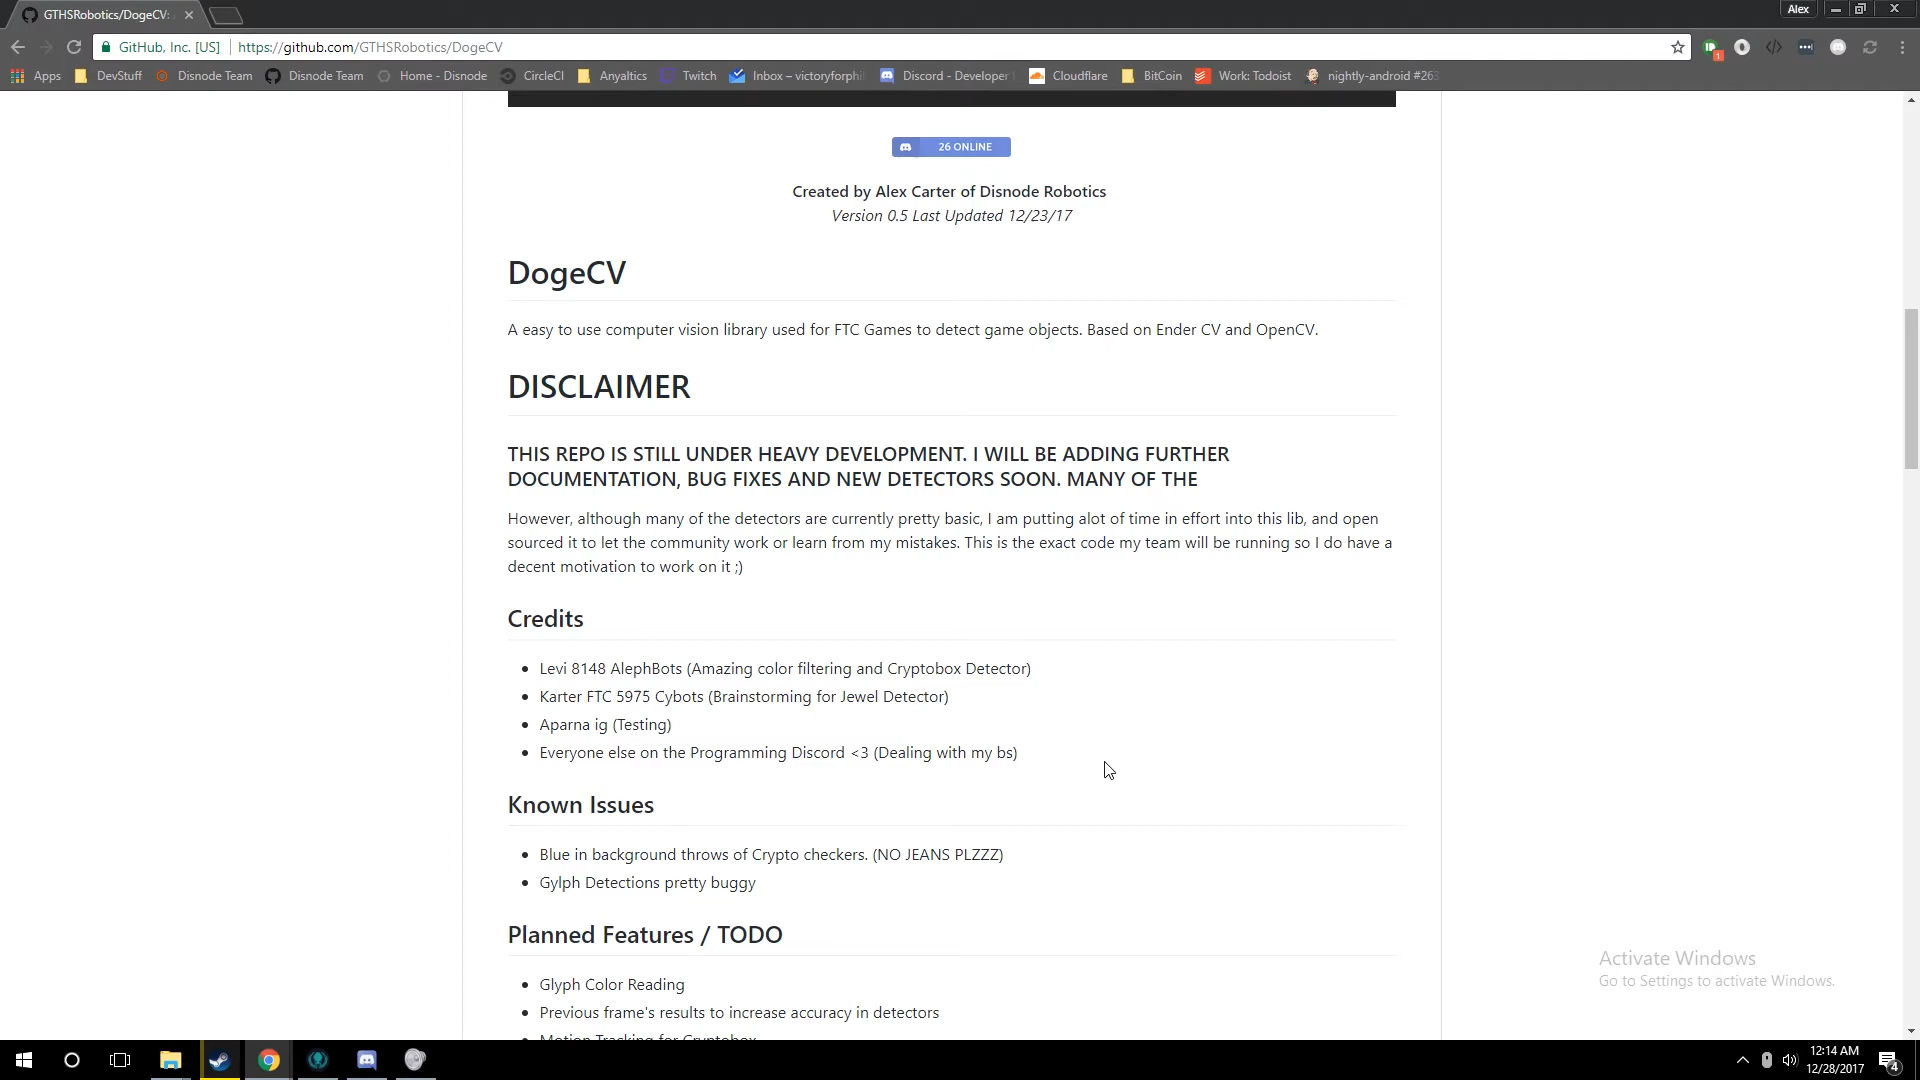 GTHSRobotics/DogeCV:
Alex
GitHub, Inc. [US]
https://github.com/GTHSRobotics/DogeCV
1
Apps
DevStuff
Disnode Team
Disnode Team
Home - Disnode
CircleCI
Anyaltics
Twitch
Inbox – victoryforphi
Discord - Developer
Cloudflare
BitCoin
Work: Todoist
nightly-android #263
26 ONLINE
Created by Alex Carter of Disnode Robotics
Version 0.5 Last Updated 12/23/17
DogeCV
A easy to use computer vision library used for FTC Games to detect game objects. Based on Ender CV and OpenCV.
DISCLAIMER
THIS REPO IS STILL UNDER HEAVY DEVELOPMENT. I WILL BE ADDING FURTHER
DOCUMENTATION, BUG FIXES AND NEW DETECTORS SOON. MANY OF THE
However, although many of the detectors are currently pretty basic, I am putting alot of time in effort into this lib, and open
sourced it to let the community work or learn from my mistakes. This is the exact code my team will be running so I do have a
decent motivation to work on it ;)
Credits
Levi 8148 AlephBots (Amazing color filtering and Cryptobox Detector)
Karter FTC 5975 Cybots (Brainstorming for Jewel Detector)
Aparna ig (Testing)
Everyone else on the Programming Discord <3 (Dealing with my bs)
Known Issues
Blue in background throws of Crypto checkers. (NO JEANS PLZZZ)
Gylph Detections pretty buggy
Planned Features / TODO
Glyph Color Reading
Previous frame's results to increase accuracy in detectors
Motion Tracking for Cryptobox
Activate Windows
Go to Settings to activate Windows.
12:14 AM
12/28/2017
4